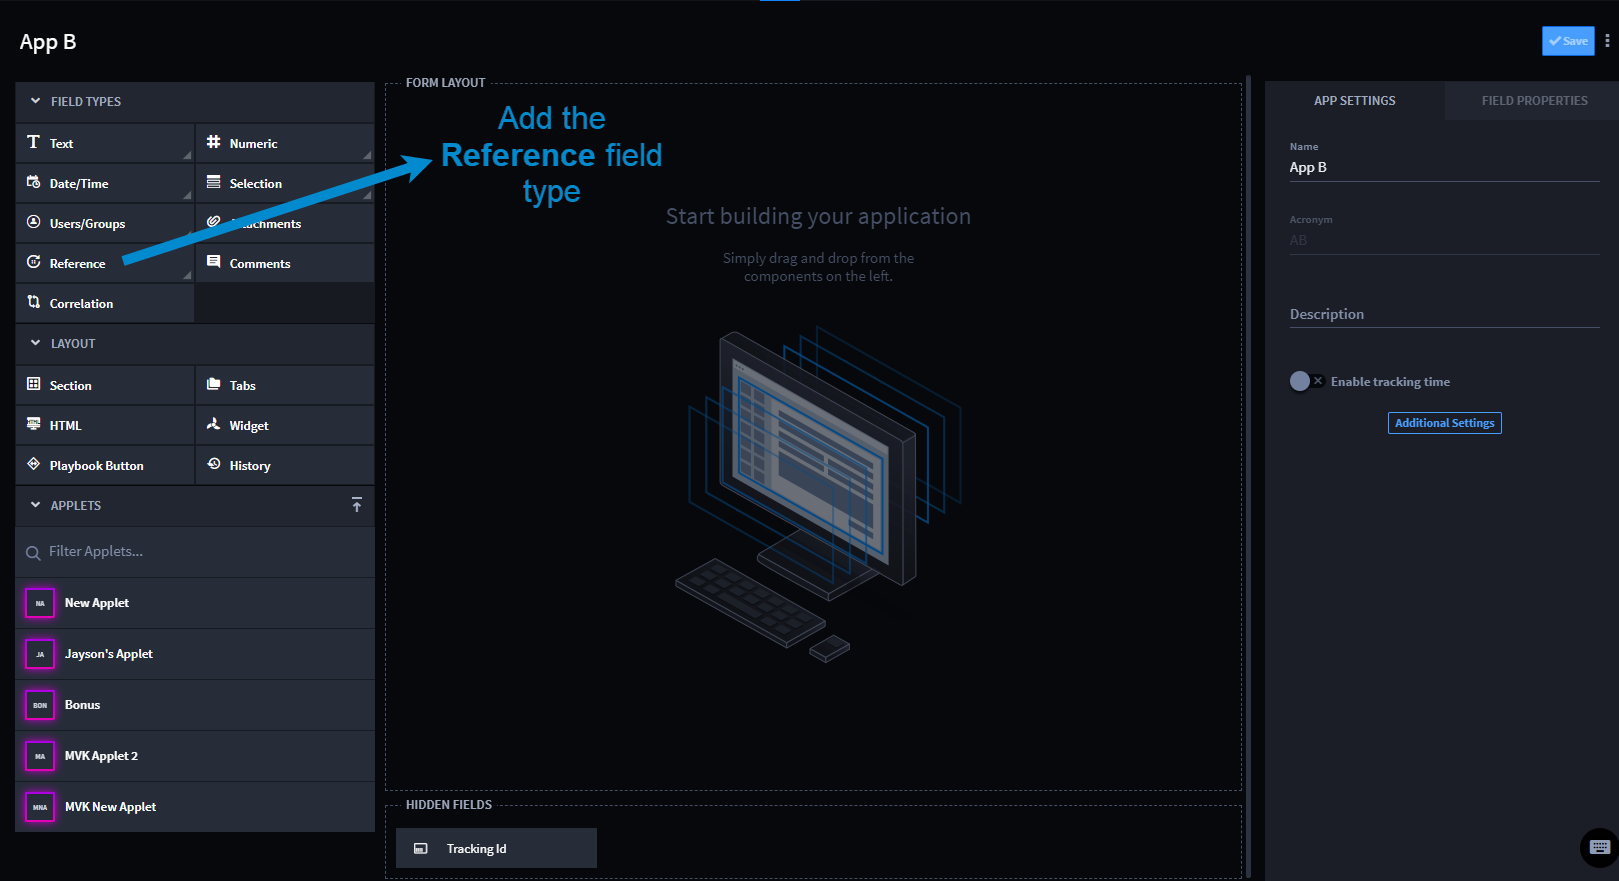 App B
Save
FIELD TYPES
Text
Numeric
Date/Time
Selection
Users/Groups
Reference
Comments
Correlation
LAYOUT
Section
Tabs
HTML
Widget
Playbook Button
History
APPLETS
Filter Applets...
NA
New Applet
JA
Jayson's Applet
BON
Bonus
MA
MVK Applet 2
MNA
MVK New Applet
FORM LAYOUT
Add the
Reference field
type
Start building your application
Simply drag and drop from the
components on the left.
HIDDEN FIELDS
Tracking Id
APP SETTINGS
FIELD PROPERTIES
Name
App B
Acronym
AB
Description
Enable tracking time
Additional Settings